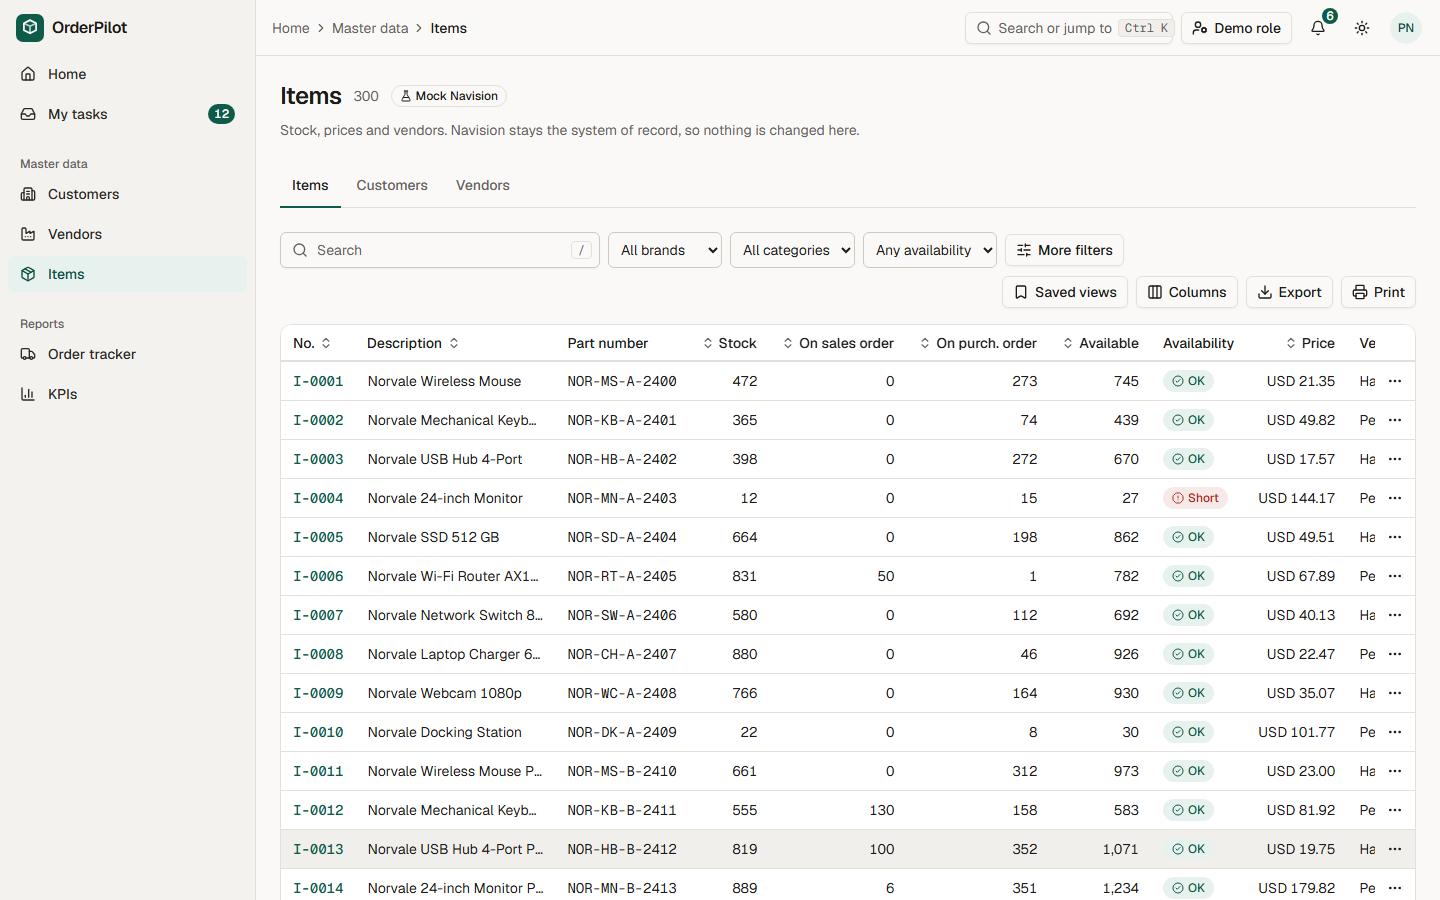 OrderPilot
Home
My tasks 12
Master data
Customers
Vendors
Items
Reports
Order tracker
KPIs
Home > Master data > Items
Search or jump to Ctrl K
Demo role
6
PN
Items 300 Mock Navision
Stock, prices and vendors. Navision stays the system of record, so nothing is changed here.
Items Customers Vendors
Search / All brands All categories Any availability More filters
Saved views Columns Export Print
No. Description Part number Stock On sales order On purch. order Available Availability Price Ve
I-0001 Norvale Wireless Mouse NOR-MS-A-2400 472 0 273 745 OK USD 21.35 Ha ...
I-0002 Norvale Mechanical Keyb... NOR-KB-A-2401 365 0 74 439 OK USD 49.82 Pe ...
I-0003 Norvale USB Hub 4-Port NOR-HB-A-2402 398 0 272 670 OK USD 17.57 Ha ...
I-0004 Norvale 24-inch Monitor NOR-MN-A-2403 12 0 15 27 Short USD 144.17 Pe ...
I-0005 Norvale SSD 512 GB NOR-SD-A-2404 664 0 198 862 OK USD 49.51 Ha ...
I-0006 Norvale Wi-Fi Router AX1... NOR-RT-A-2405 831 50 1 782 OK USD 67.89 Pe ...
I-0007 Norvale Network Switch 8... NOR-SW-A-2406 580 0 112 692 OK USD 40.13 Ha ...
I-0008 Norvale Laptop Charger 6... NOR-CH-A-2407 880 0 46 926 OK USD 22.47 Pe ...
I-0009 Norvale Webcam 1080p NOR-WC-A-2408 766 0 164 930 OK USD 35.07 Ha ...
I-0010 Norvale Docking Station NOR-DK-A-2409 22 0 8 30 OK USD 101.77 Pe ...
I-0011 Norvale Wireless Mouse P... NOR-MS-B-2410 661 0 312 973 OK USD 23.00 Ha ...
I-0012 Norvale Mechanical Keyb... NOR-KB-B-2411 555 130 158 583 OK USD 81.92 Pe ...
I-0013 Norvale USB Hub 4-Port P... NOR-HB-B-2412 819 100 352 1,071 OK USD 19.75 Ha ...
I-0014 Norvale 24-inch Monitor P... NOR-MN-B-2413 889 6 351 1,234 OK USD 179.82 Pe ...